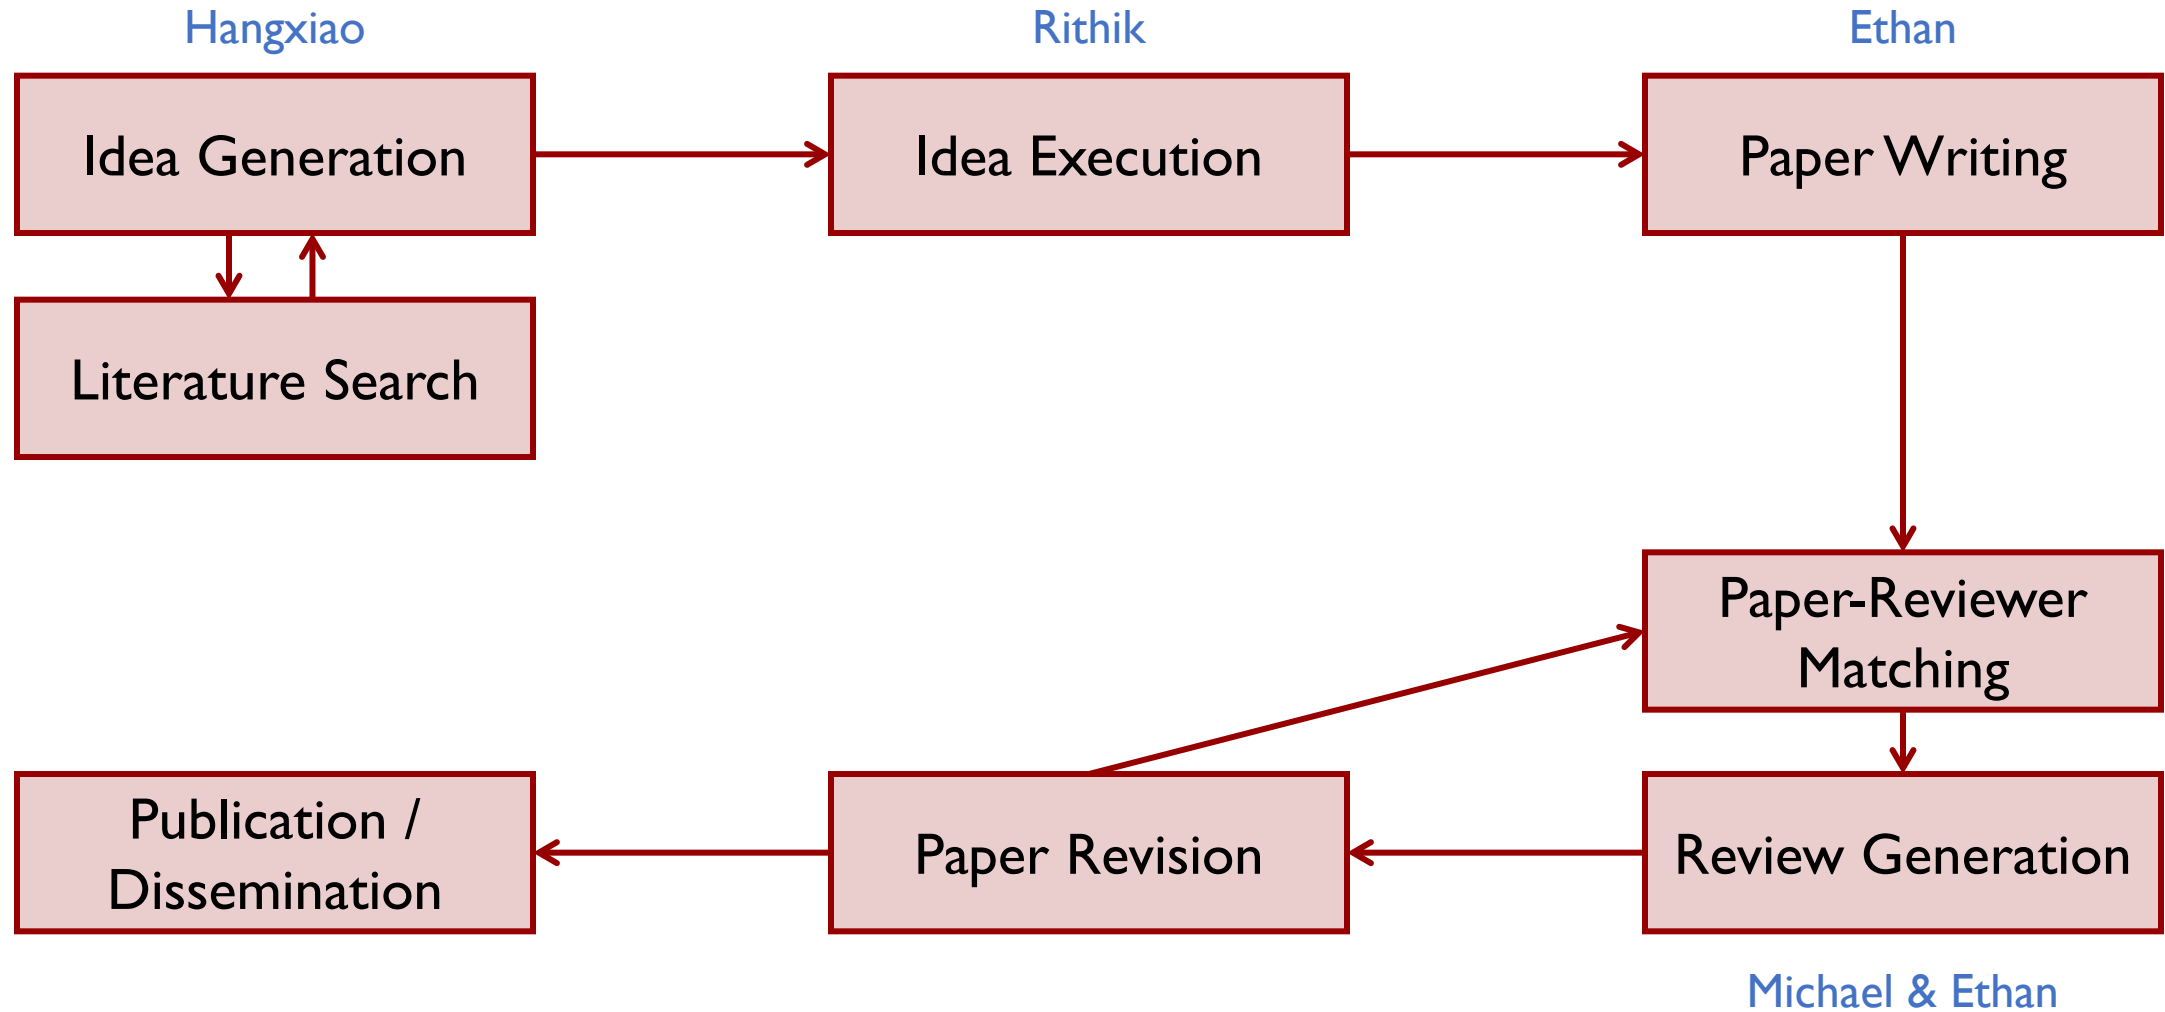 Hangxiao
Rithik
Ethan
Idea Generation
Idea Execution
Paper Writing
Literature Search
Paper-Reviewer
Matching
Publication /
Dissemination
Paper Revision
Review Generation
Michael & Ethan